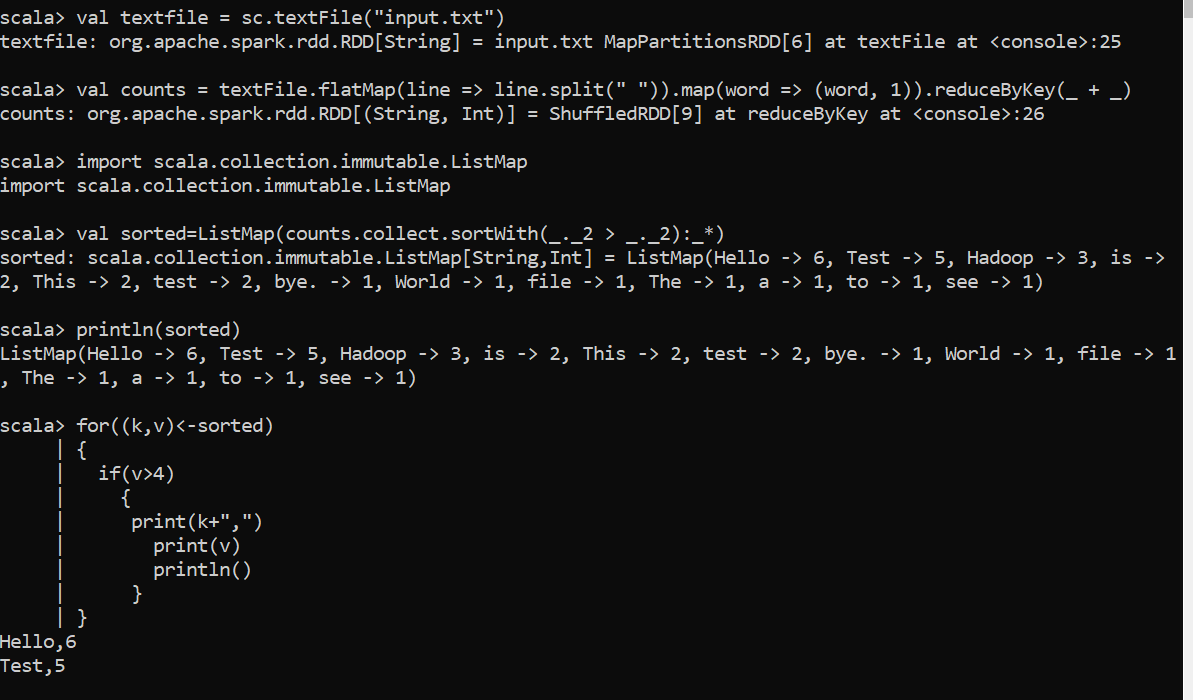 scala> val textfile = sc.textFile("input.txt")
textfile: org.apache.spark.rdd.RDD[String] = input.txt MapPartitionsRDD[6] at textFile at <console>:25
scala> val counts = textFile.flatMap(line => line.split(" ")).map(word => (word, 1)).reduceByKey(_ + _)
counts: org.apache.spark.rdd.RDD[(String, Int)] = ShuffledRDD[9] at reduceByKey at <console>:26
scala> import scala.collection.immutable.ListMap
import scala.collection.immutable.ListMap
scala> val sorted=ListMap(counts.collect.sortWith(_._2 > _._2):_*)
sorted: scala.collection.immutable.ListMap[String,Int] = ListMap(Hello -> 6, Test -> 5, Hadoop -> 3, is ->
2, This -> 2, test -> 2, bye. -> 1, World -> 1, file -> 1, The -> 1, a -> 1, to -> 1, see -> 1)
scala> println(sorted)
ListMap(Hello -> 6, Test -> 5, Hadoop -> 3, is -> 2, This -> 2, test -> 2, bye. -> 1, World -> 1, file -> 1
, The -> 1, a -> 1, to -> 1, see -> 1)
scala> for((k,v)<-sorted)
| {
| if(v>4)
| {
| print(k+",")
| print(v)
| println()
| }
| }
Hello,6
Test,5